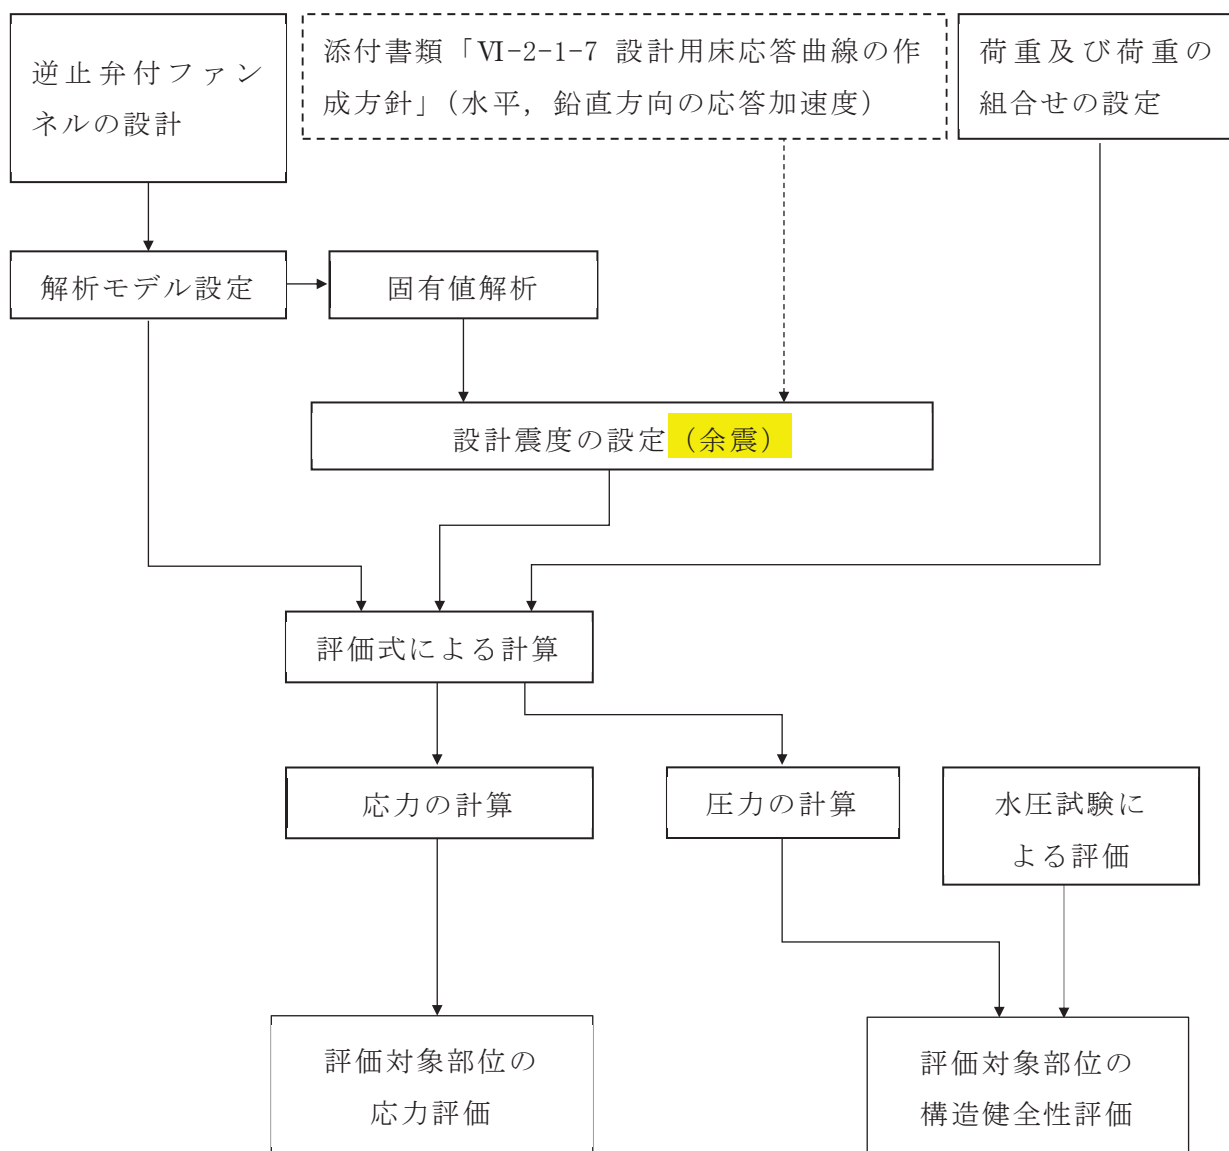 逆止弁付ファン
ネルの設計
添付書類「Ⅵ-2-1-7 設計用床応答曲線の作
成方針」（水平，鉛直方向の応答加速度）
荷重及び荷重の
組合せの設定
解析モデル設定
固有値解析
設計震度の設定（余震）
評価式による計算
応力の計算
圧力の計算
水圧試験に
よる評価
評価対象部位の
応力評価
評価対象部位の
構造健全性評価